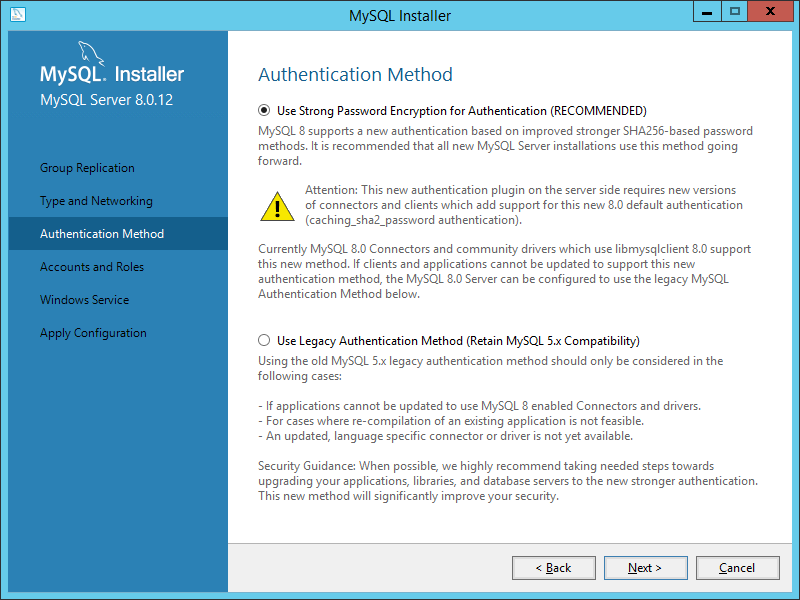 MySQL Installer
MySQL. Installer
MySQL Server 8.0.12
Group Replication
Type and Networking
Authentication Method
Accounts and Roles
Windows Service
Apply Configuration
Authentication Method
Use Strong Password Encryption for Authentication (RECOMMENDED)
MySQL 8 supports a new authentication based on improved stronger SHA256-based password
methods. It is recommended that all new MySQL Server installations use this method going
forward.
Attention: This new authentication plugin on the server side requires new versions
of connectors and clients which add support for this new 8.0 default authentication
(caching_sha2_password authentication).
Currently MySQL 8.0 Connectors and community drivers which use libmysqlclient 8.0 support
this new method. If clients and applications cannot be updated to support this new
authentication method, the MySQL 8.0 Server can be configured to use the legacy MySQL
Authentication Method below.
Use Legacy Authentication Method (Retain MySQL 5.x Compatibility)
Using the old MySQL 5.x legacy authentication method should only be considered in the
following cases:
- If applications cannot be updated to use MySQL 8 enabled Connectors and drivers.
- For cases where re-compilation of an existing application is not feasible.
- An updated, language specific connector or driver is not yet available.
Security Guidance: When possible, we highly recommend taking needed steps towards
upgrading your applications, libraries, and database servers to the new stronger authentication.
This new method will significantly improve your security.
< Back
Next >
Cancel